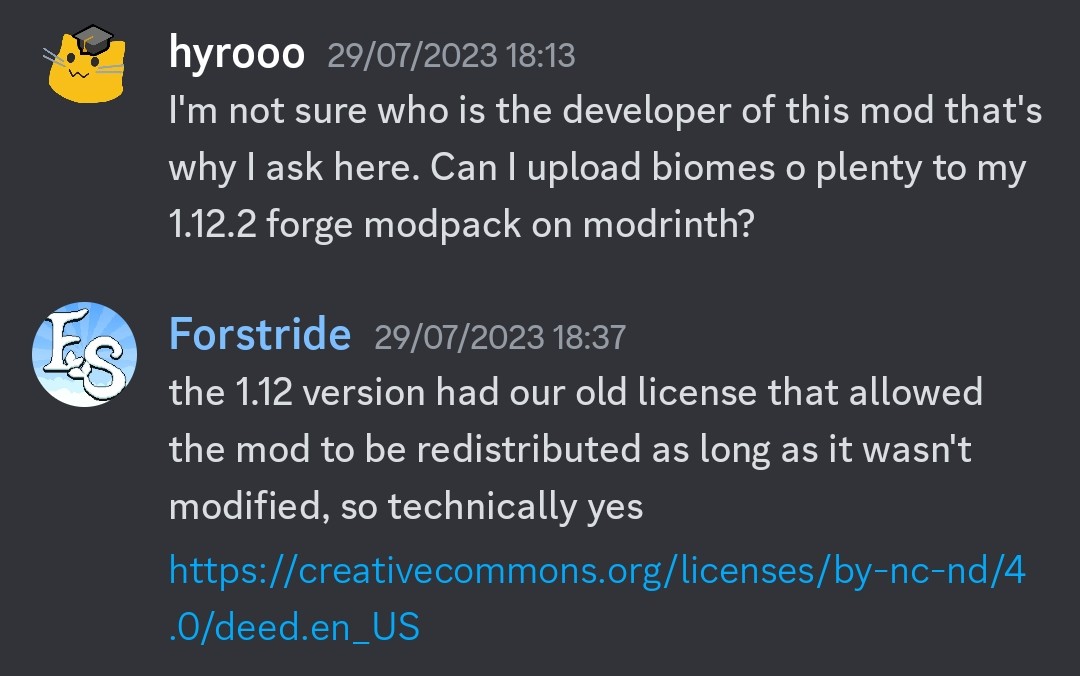 hyrooo 29/07/2023 18:13
I'm not sure who is the developer of this mod that's
why I ask here. Can I upload biomes o plenty to my
1.12.2 forge modpack on modrinth?
FS
Forstride 29/07/2023 18:37
the 1.12 version had our old license that allowed
the mod to be redistributed as long as it wasn't
modified, so technically yes
https://creativecommons.org/licenses/by-nc-nd/4
.0/deed.en_US